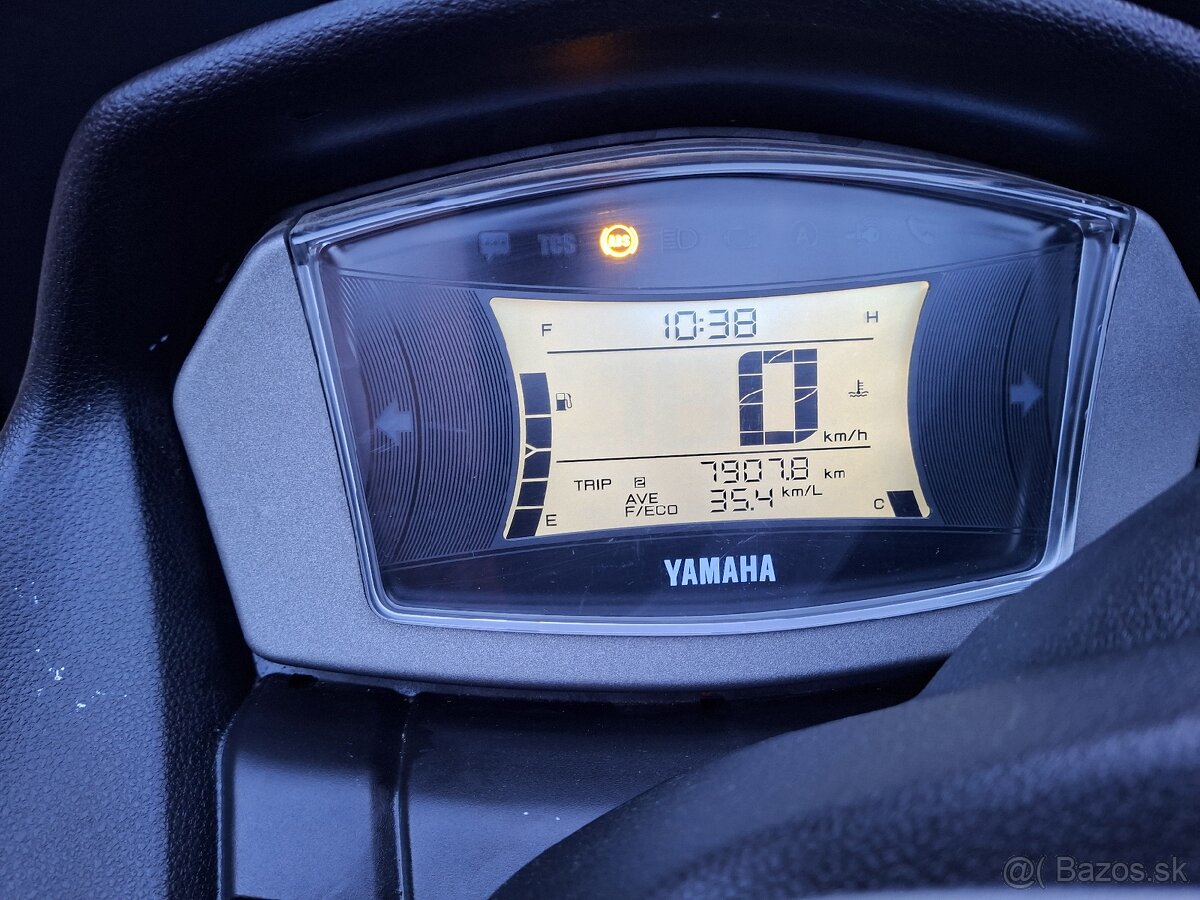 TCS ABS
F 10:38 H
0 km/h
TRIP 2 7907.8 km
AVE F/ECO 35.4 km/L
E C
YAMAHA
@( Bazos.sk